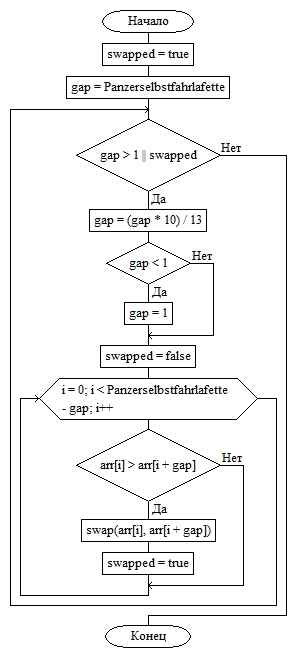 Начало
swapped = true
gap = Panzerselbstfahrlafette
gap > 1 || swapped
Нет
Да
gap = (gap * 10) / 13
gap < 1
Нет
Да
gap = 1
swapped = false
i = 0; i < Panzerselbstfahrlafette
- gap; i++
arr[i] > arr[i + gap]
Нет
Да
swap(arr[i], arr[i + gap])
swapped = true
Конец